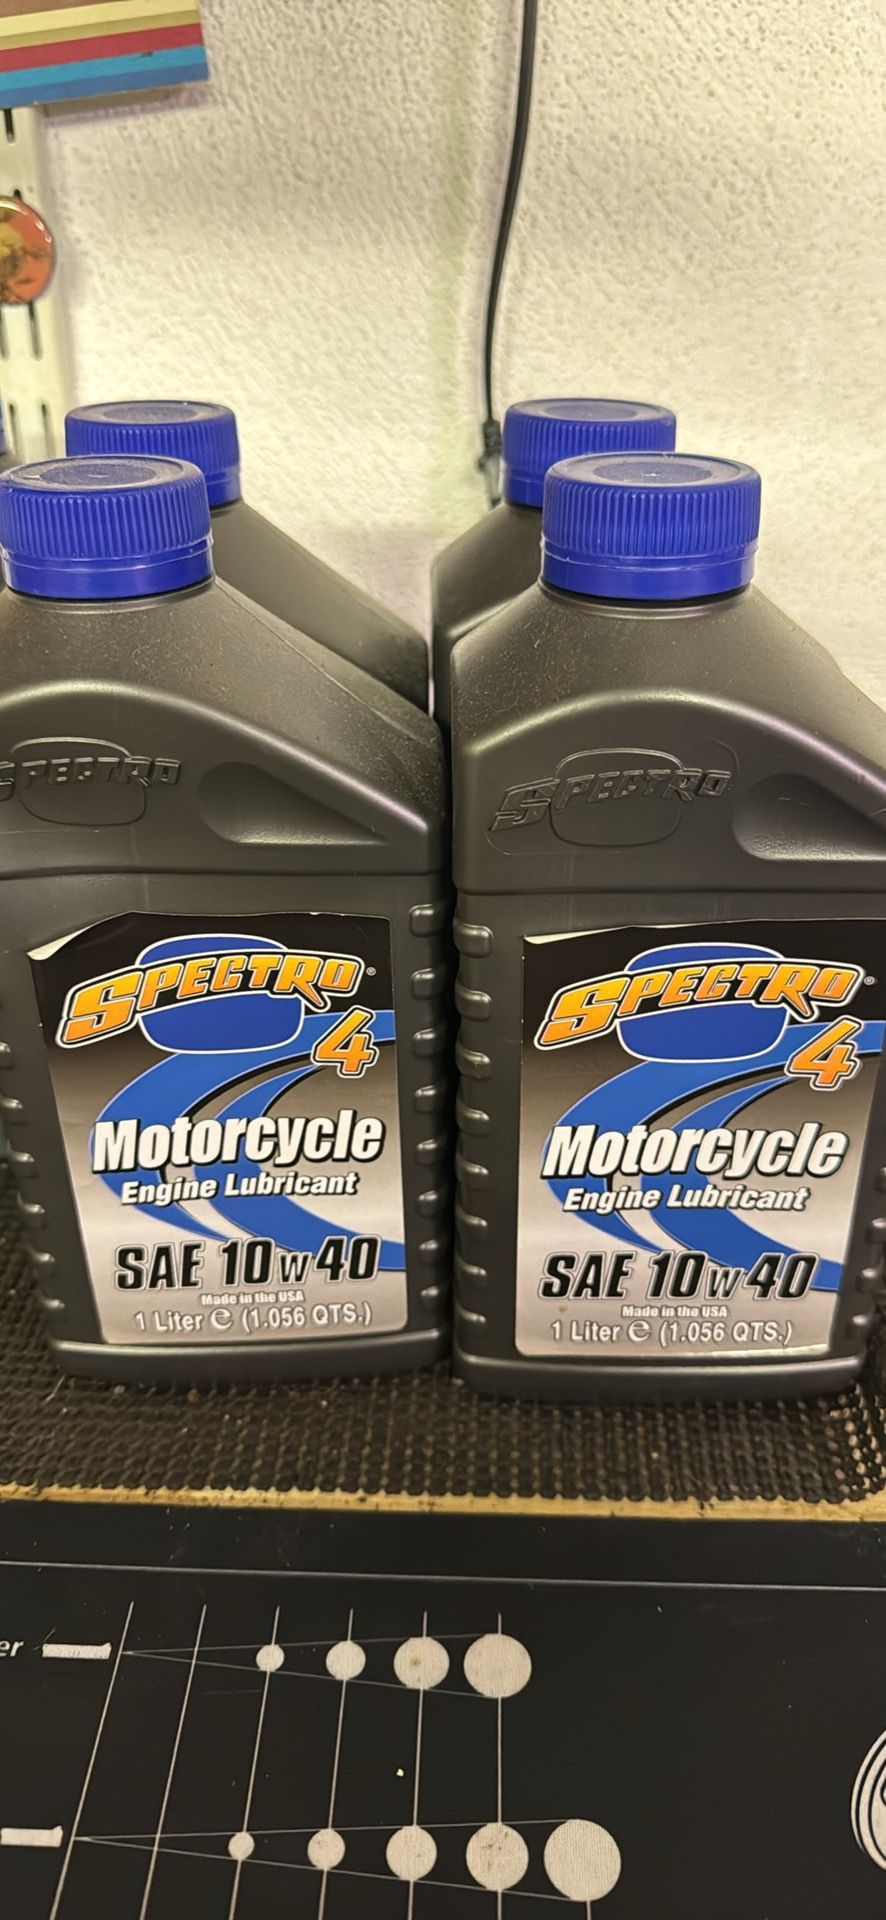 SPECTRO
SPECTRO
SPECTRO®
4
Motorcycle
Engine Lubricant
SAE 10w40
Made in the USA
1 Liter ℮ (1.056 QTS.)
SPECTRO®
4
Motorcycle
Engine Lubricant
SAE 10w40
Made in the USA
1 Liter ℮ (1.056 QTS.)